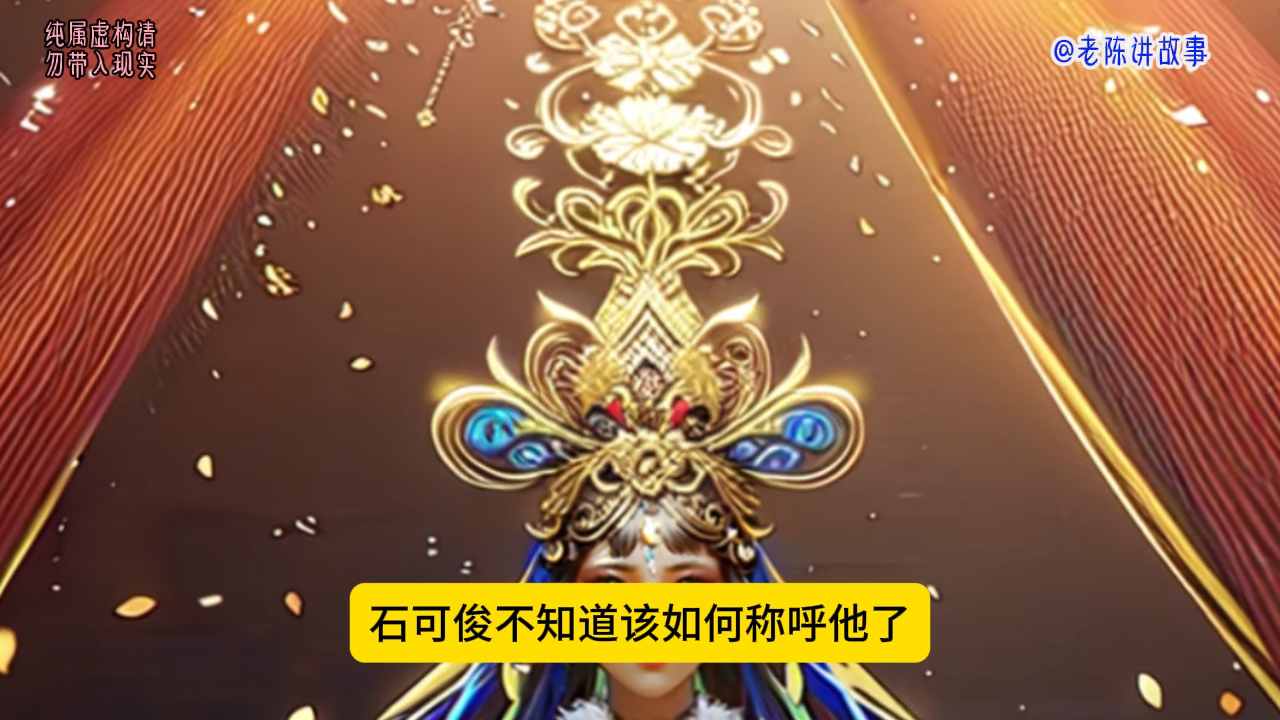 纯属虚构请
勿带入现实
@老陈讲故事
石可俊不知道该如何称呼他了